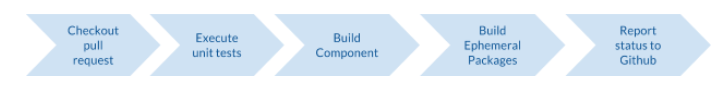 Checkout
pull
request
Execute
unit tests
Build
Component
Build
Ephemeral
Packages
Report
status to
Github